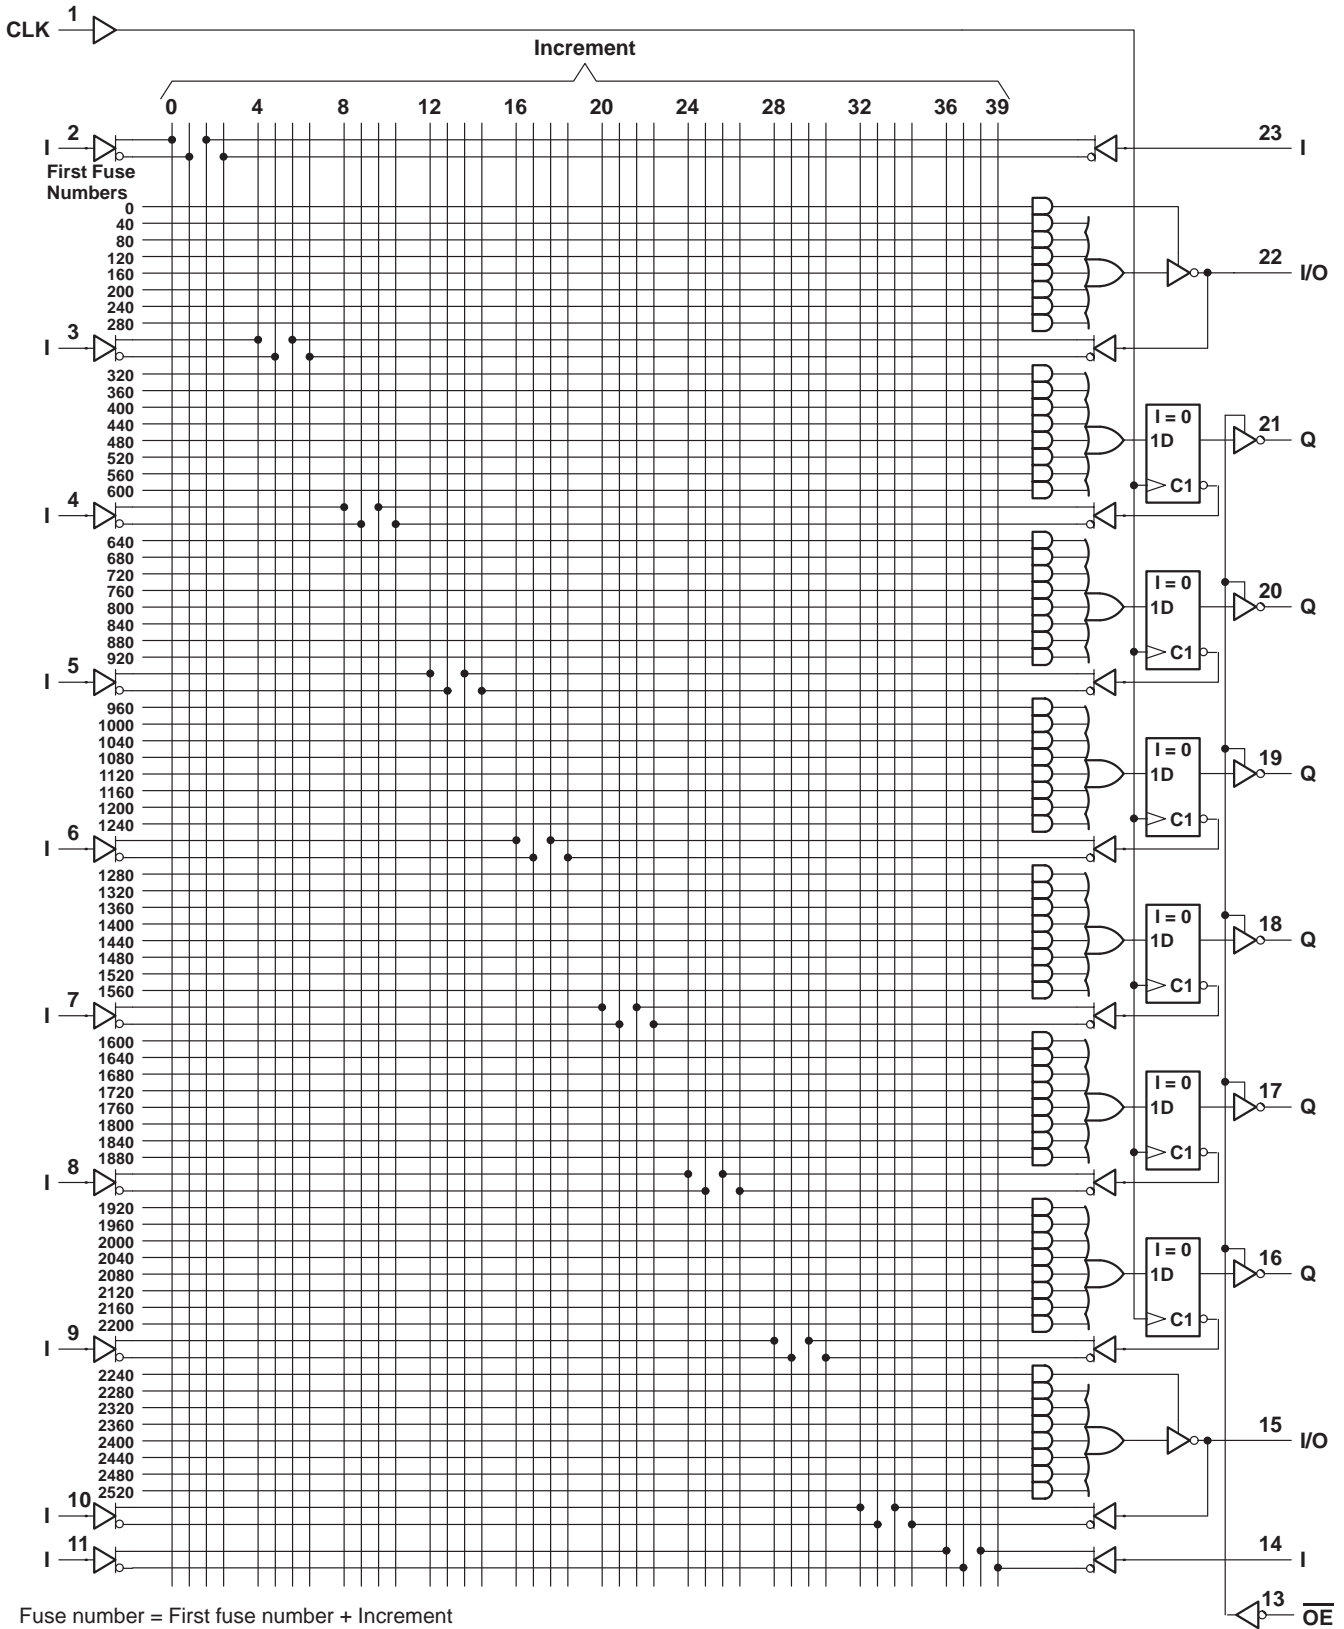 CLK 1
Increment
0 4 8 12 16 20 24 28 32 36 39
I 2 23 I
First Fuse
Numbers
0
40
80
120
160 22 I/O
200
240
280
I 3
320
360
400 I = 0
440 21 Q
480 1D
520
560
600 C1
I 4
640
680
720 I = 0
760 20 Q
800 1D
840
880
920 C1
I 5
960
1000
1040 I = 0
1080 19 Q
1120 1D
1160
1200
1240 C1
I 6
1280
1320
1360 I = 0
1400 18 Q
1440 1D
1480
1520
1560 C1
I 7
1600
1640
1680 I = 0
1720 17 Q
1760 1D
1800
1840
1880 C1
I 8
1920
1960
2000 I = 0
2040 16 Q
2080 1D
2120
2160
2200 C1
I 9
2240
2280
2320
2360
2400 15 I/O
2440
2480
2520
I 10
I 11 14 I
Fuse number = First fuse number + Increment 13 OE